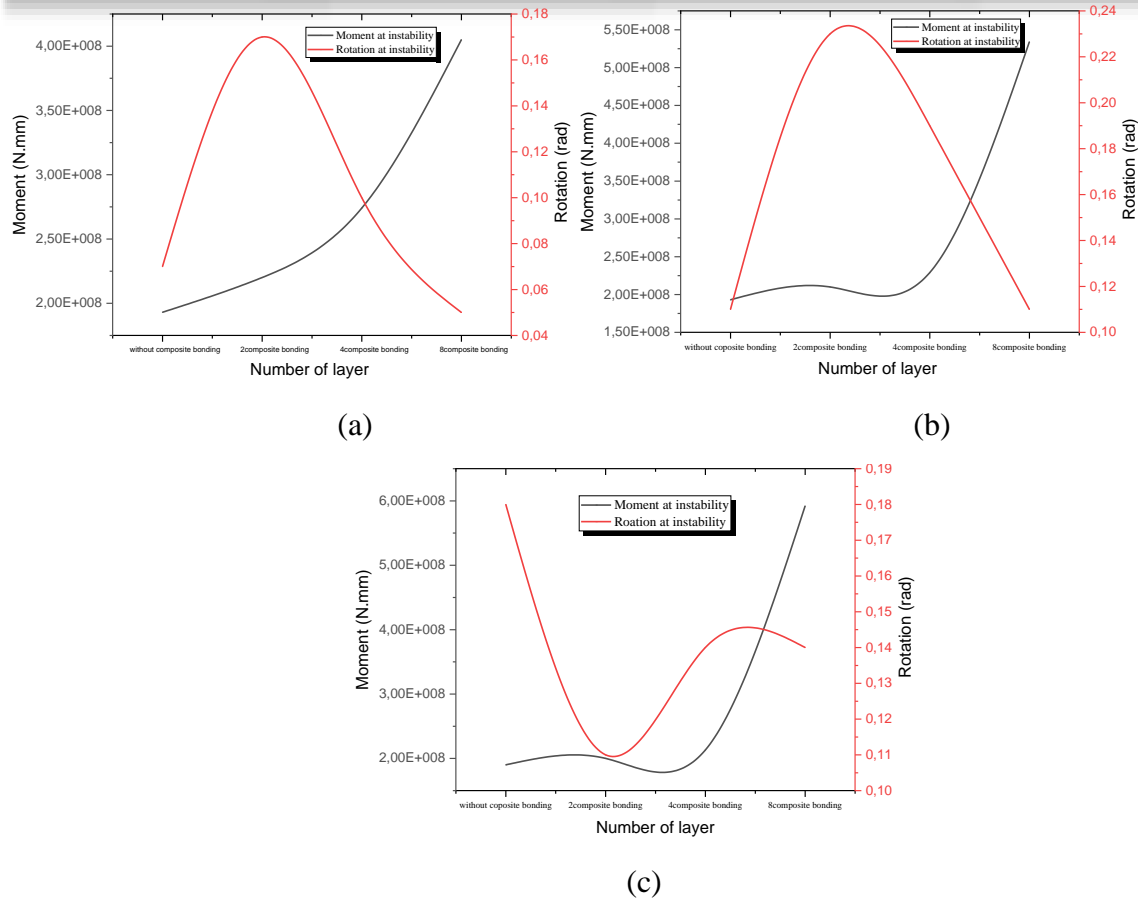 Moment at instability
Rotation at instability
4,00E+008
3,50E+008
3,00E+008
2,50E+008
2,00E+008
Moment (N.mm)
0,18
0,16
0,14
0,12
0,10
0,08
0,06
0,04
Rotation (rad)
without composite bonding 2composite bonding 4composite bonding 8composite bonding
Number of layer
(a)
Moment at instability
Rotation at instability
5,50E+008
5,00E+008
4,50E+008
4,00E+008
3,50E+008
3,00E+008
2,50E+008
2,00E+008
1,50E+008
Moment (N.mm)
0,24
0,22
0,20
0,18
0,16
0,14
0,12
0,10
Rotation (rad)
without coposite bonding 2composite bonding 4composite bonding 8composite bonding
Number of layer
(b)
Moment at instability
Roation at instability
6,00E+008
5,00E+008
4,00E+008
3,00E+008
2,00E+008
Moment (N.mm)
0,19
0,18
0,17
0,16
0,15
0,14
0,13
0,12
0,11
0,10
Rotation (rad)
without coposite bonding 2composite bonding 4composite bonding 8composite bonding
Number of layer
(c)